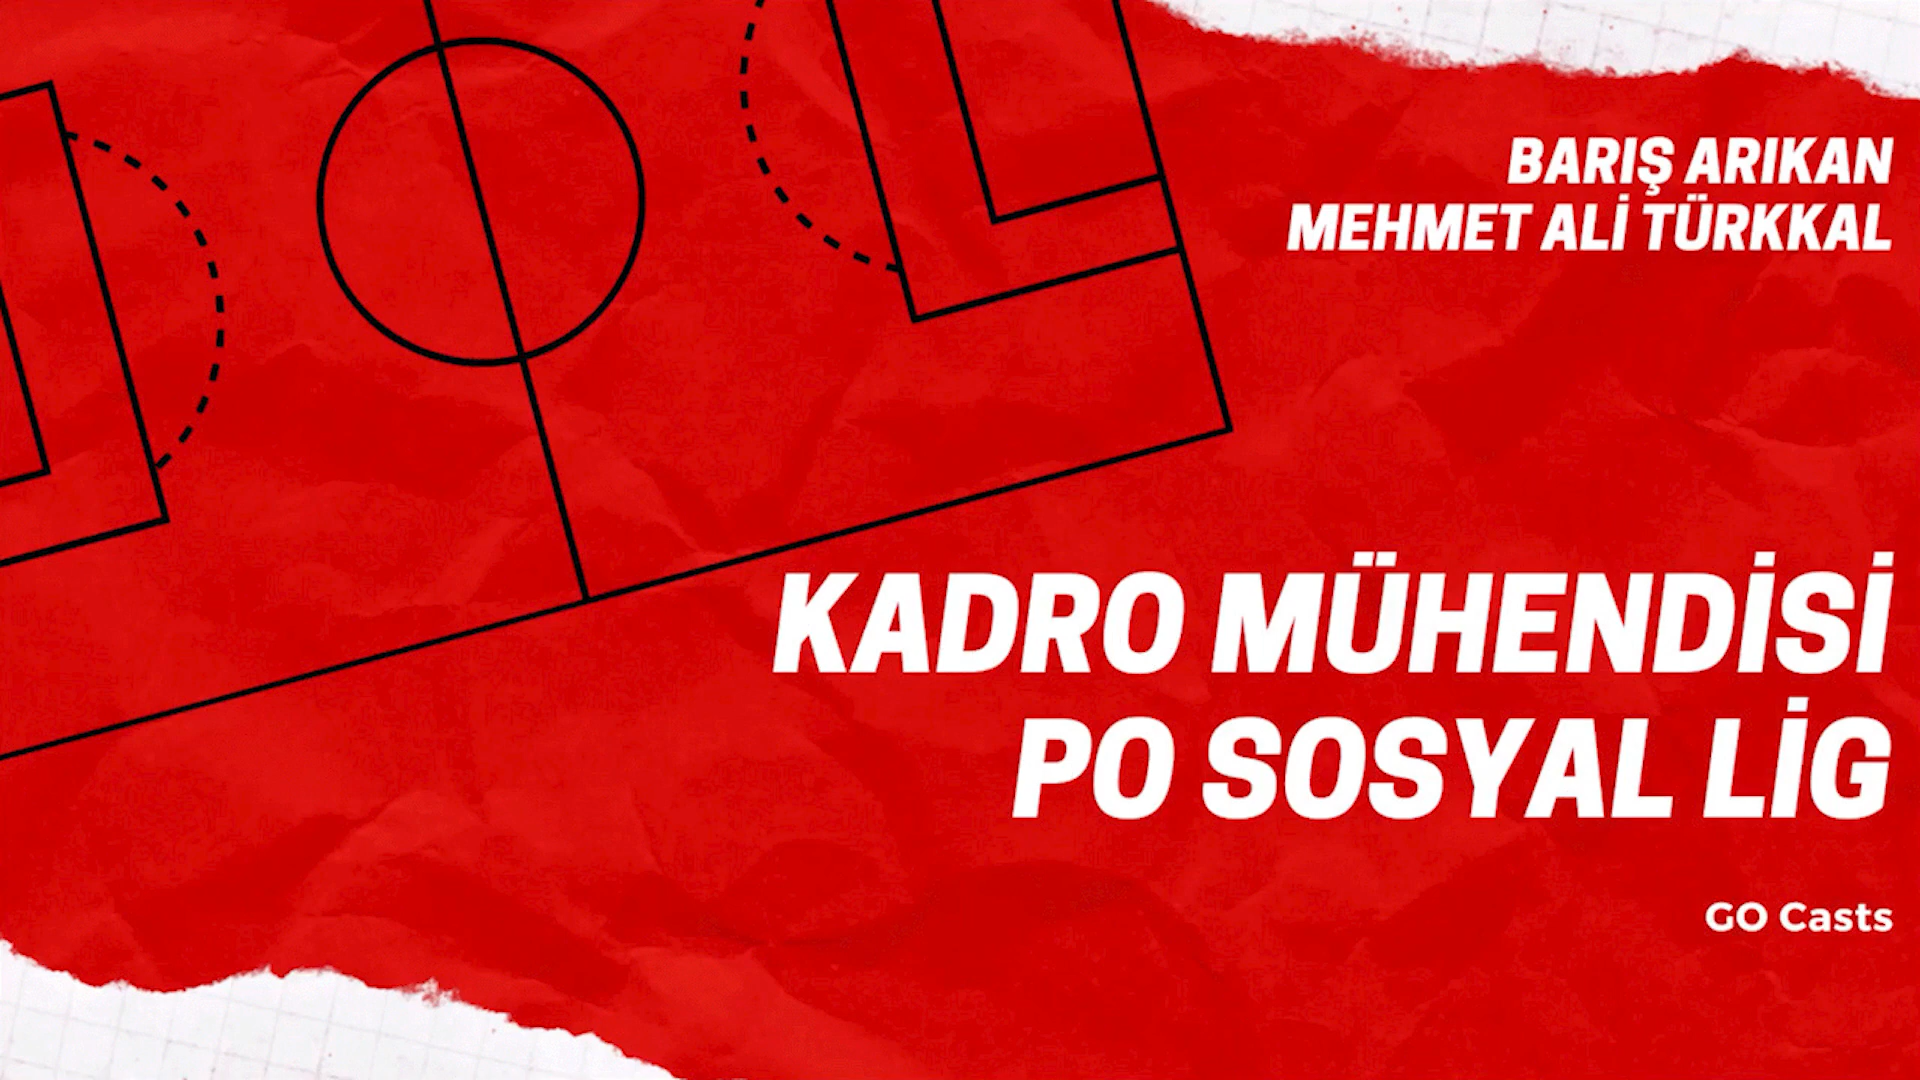 BARIŞ ARIKAN
MEHMET ALİ TÜRKKAL
KADRO MÜHENDİSİ
PO SOSYAL LİG
GO Casts